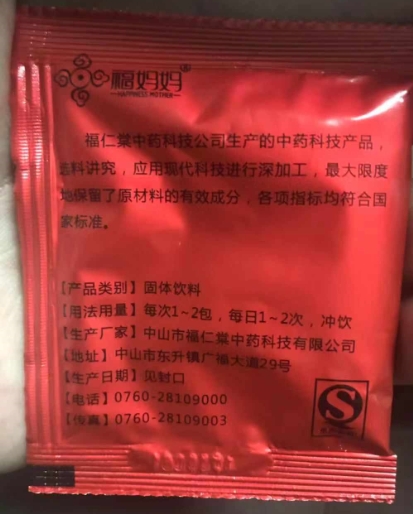 福妈妈®
HAPPINESS MOTHER
福仁棠中药科技公司生产的中药科技产品，
选料讲究，应用现代科技进行深加工，最大限度
地保留了原材料的有效成分，各项指标均符合国
家标准。
【产品类别】固体饮料
【用法用量】每次1~2包，每日1~2次，冲饮
【生产厂家】中山市福仁棠中药科技有限公司
【地址】中山市东升镇广福大道29号
【生产日期】见封口
【电话】0760-28109000
【传真】0760-28109003